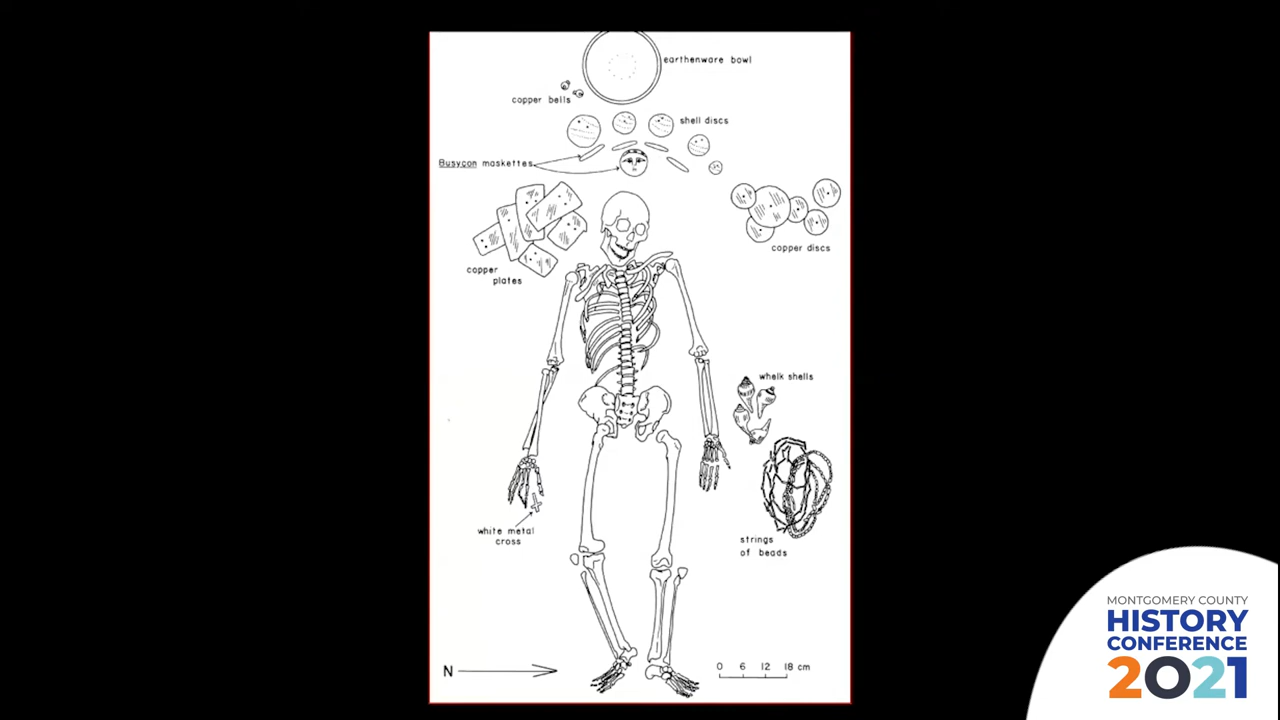 earthenware bowl
copper bells
shell discs
Busycon maskettes
copper discs
copper
plates
whelk shells
white metal
cross
strings
of beads
N
0 6 12 18 cm
MONTGOMERY COUNTY
HISTORY
CONFERENCE
2021